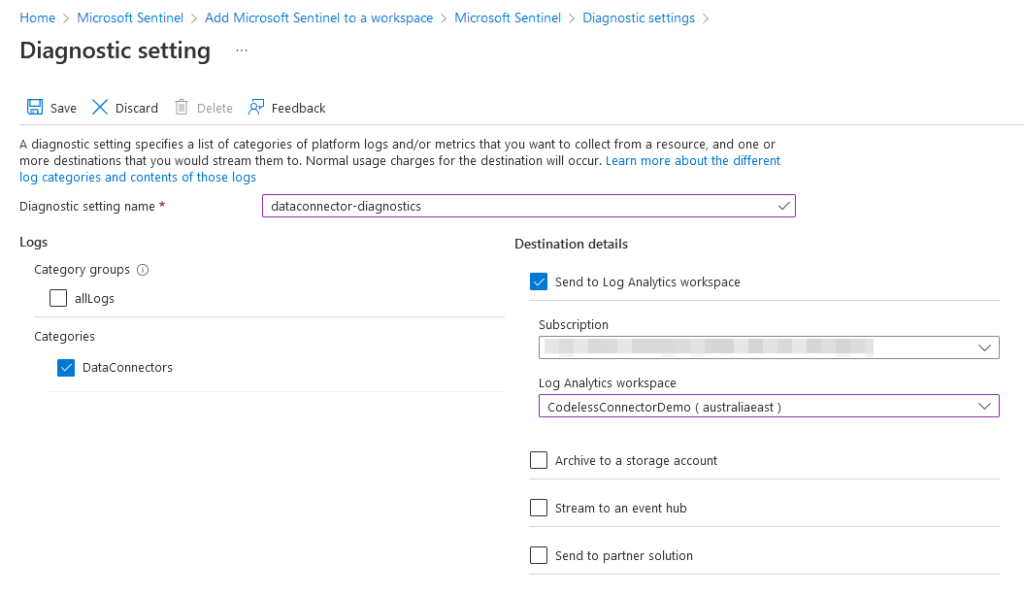 Home > Microsoft Sentinel > Add Microsoft Sentinel to a workspace > Microsoft Sentinel > Diagnostic settings >
Diagnostic setting ...
Save Discard Delete Feedback
A diagnostic setting specifies a list of categories of platform logs and/or metrics that you want to collect from a resource, and one or
more destinations that you would stream them to. Normal usage charges for the destination will occur. Learn more about the different
log categories and contents of those logs
Diagnostic setting name *
dataconnector-diagnostics
Logs
Category groups
allLogs
Categories
DataConnectors
Destination details
Send to Log Analytics workspace
Subscription
Log Analytics workspace
CodelessConnectorDemo ( australiaeast )
Archive to a storage account
Stream to an event hub
Send to partner solution